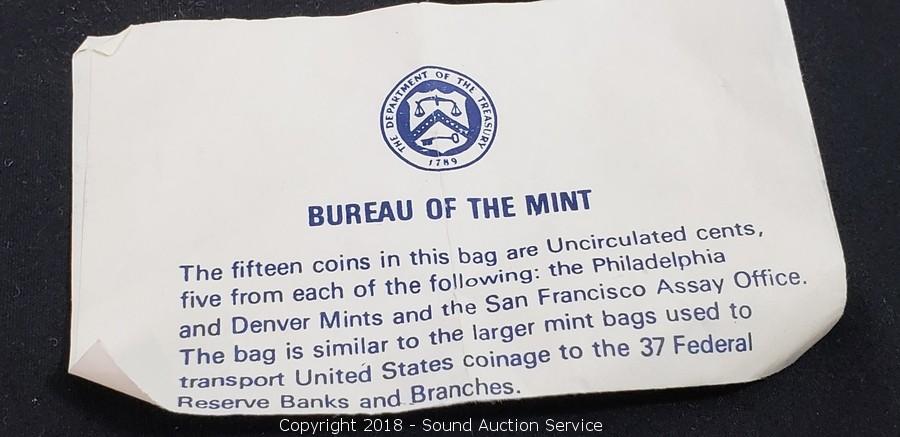 THE DEPARTMENT OF THE TREASURY
1789
BUREAU OF THE MINT
The fifteen coins in this bag are Uncirculated cents,
five from each of the following: the Philadelphia
and Denver Mints and the San Francisco Assay Office.
The bag is similar to the larger mint bags used to
transport United States coinage to the 37 Federal
Reserve Banks and Branches.
Copyright 2018 - Sound Auction Service